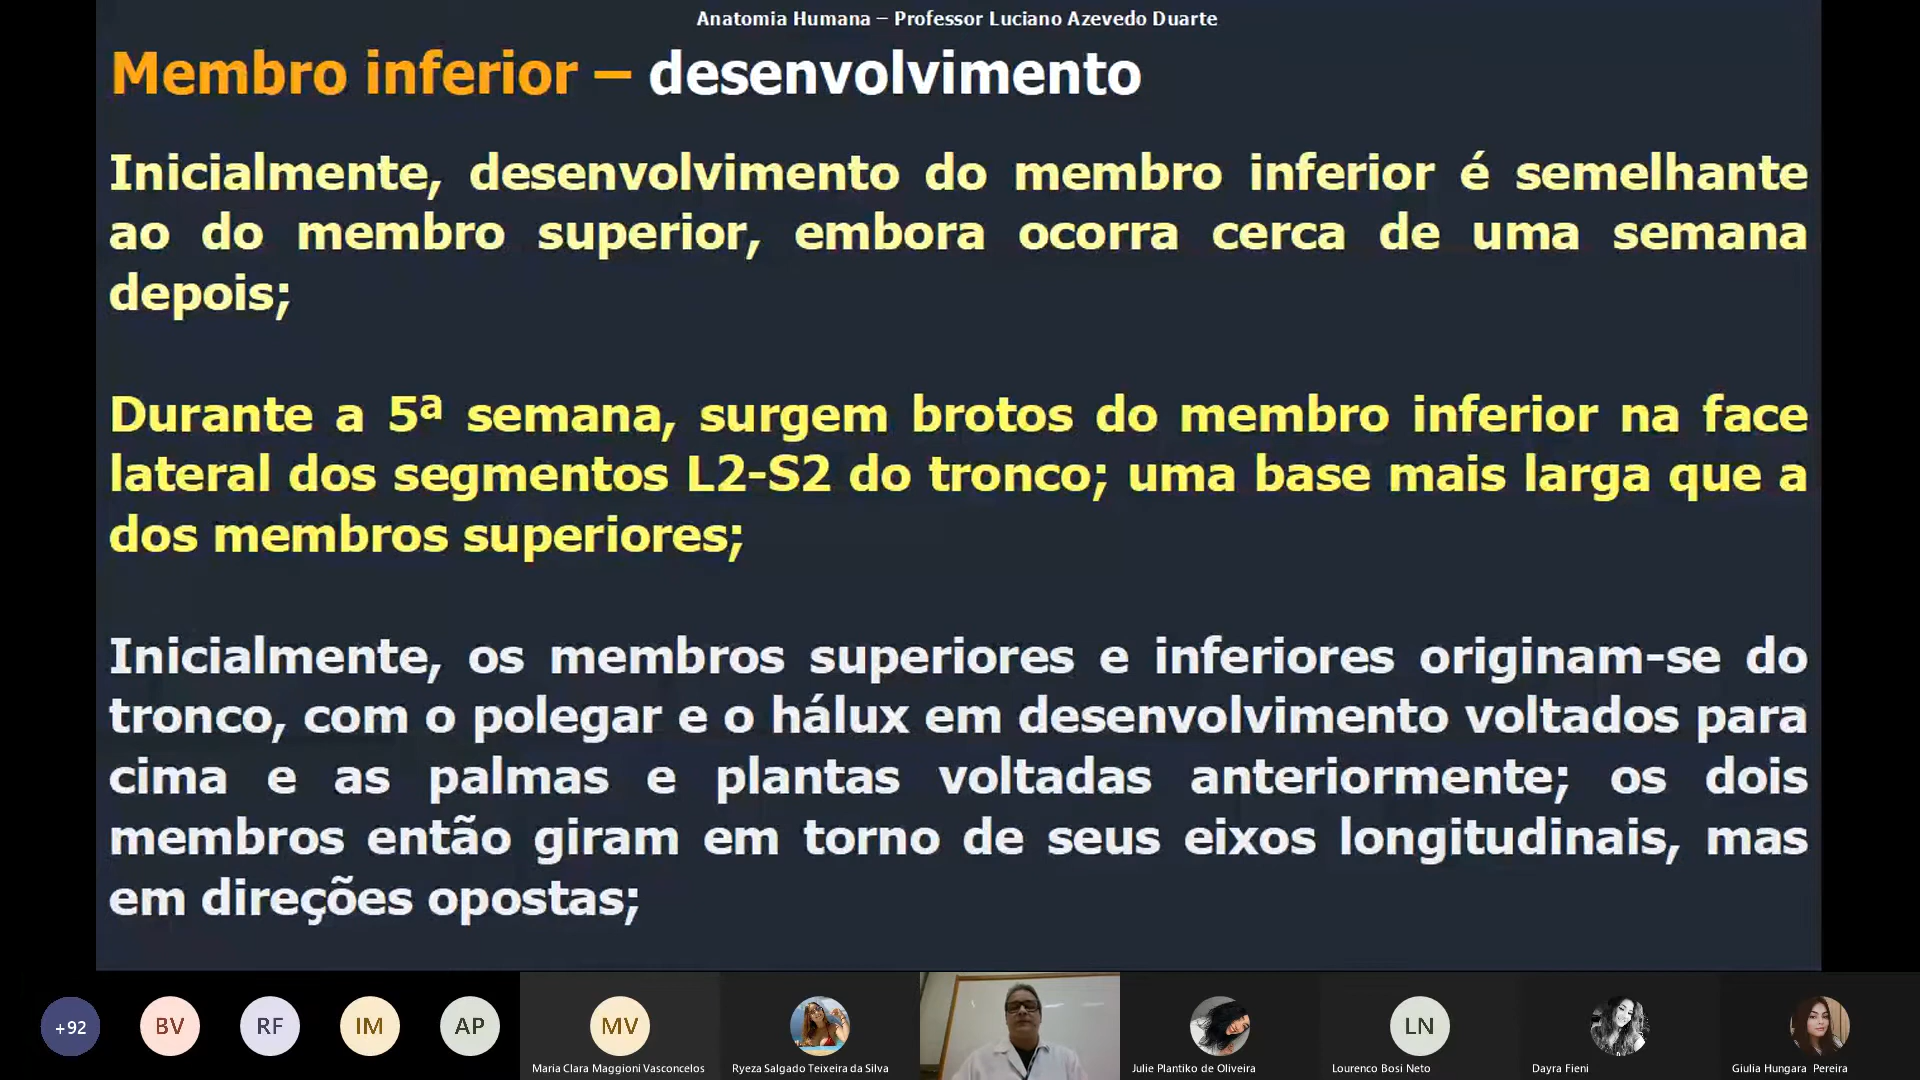 Anatomia Humana – Professor Luciano Azevedo Duarte
Membro inferior – desenvolvimento
Inicialmente, desenvolvimento do membro inferior é semelhante
ao do membro superior, embora ocorra cerca de uma semana
depois;
Durante a 5ª semana, surgem brotos do membro inferior na face
lateral dos segmentos L2-S2 do tronco; uma base mais larga que a
dos membros superiores;
Inicialmente, os membros superiores e inferiores originam-se do
tronco, com o polegar e o hálux em desenvolvimento voltados para
cima e as palmas e plantas voltadas anteriormente; os dois
membros então giram em torno de seus eixos longitudinais, mas
em direções opostas;
+92
BV
RF
IM
AP
MV
LN
Maria Clara Maggioni Vasconcelos
Ryeza Salgado Teixeira da Silva
Julie Plantiko de Oliveira
Lourenco Bosi Neto
Dayra Fieni
Giulia Hungara Pereira